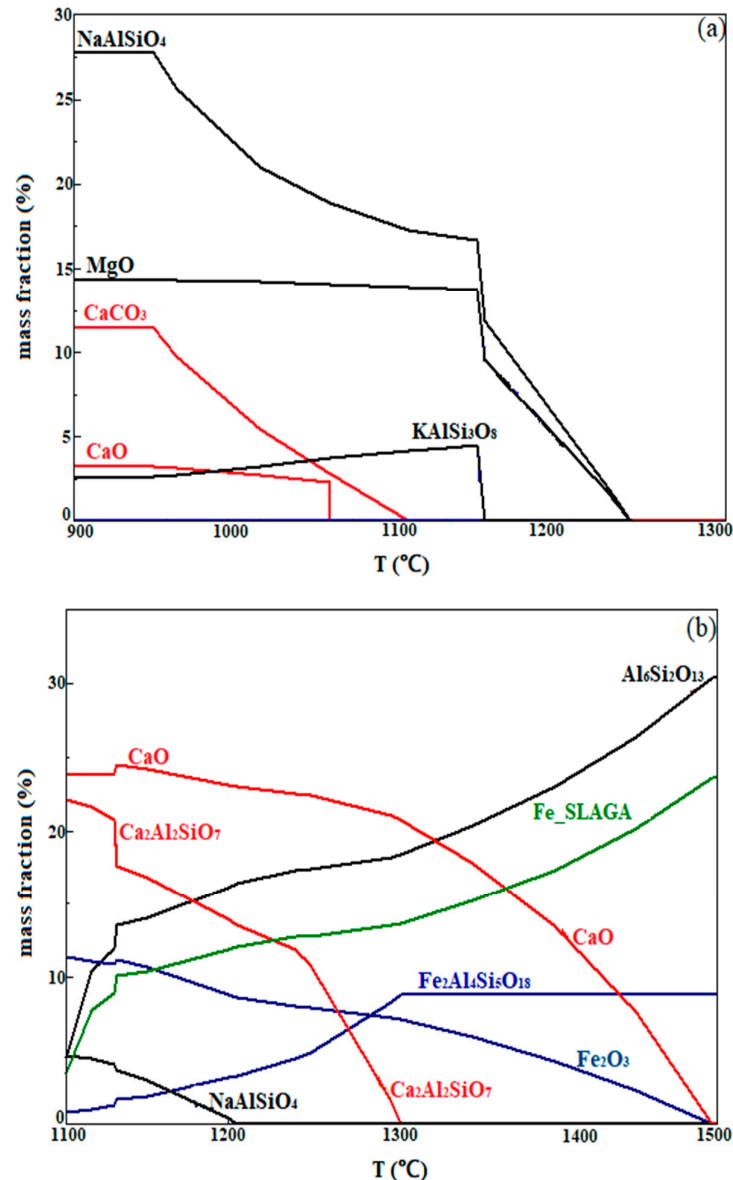 (a)
30
NaAlSiO₄
25
20
15
MgO
CaCO₃
10
5
KAlSi₃O₈
CaO
0
900 1000 1100 1200 1300
mass fraction (%)
T (℃)
(b)
Al₆Si₂O₁₃
30
CaO
Fe_SLAGA
Ca₂Al₂SiO₇
20
CaO
10
Fe₂Al₄Si₅O₁₈
Fe₂O₃
NaAlSiO₄
Ca₂Al₂SiO₇
0
1100 1200 1300 1400 1500
mass fraction (%)
T (℃)